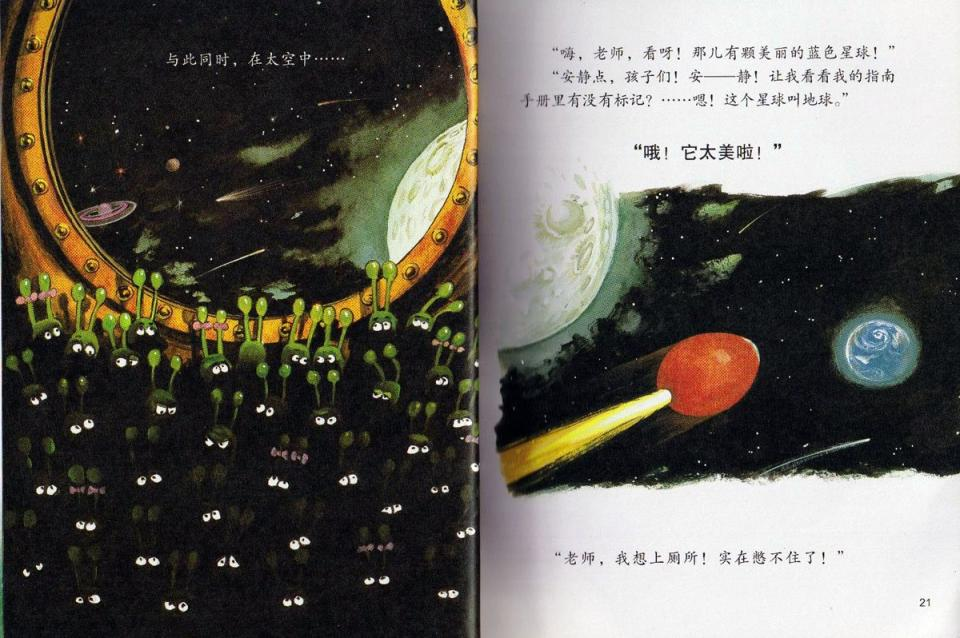 与此同时，在太空中……
“嗨，老师，看呀！那儿有颗美丽的蓝色星球！”
“安静点，孩子们！安——静！让我看看我的指南
手册里有没有标记？……嗯！这个星球叫地球。”
“哦！它太美啦！”
“老师，我想上厕所！实在憋不住了！”
21